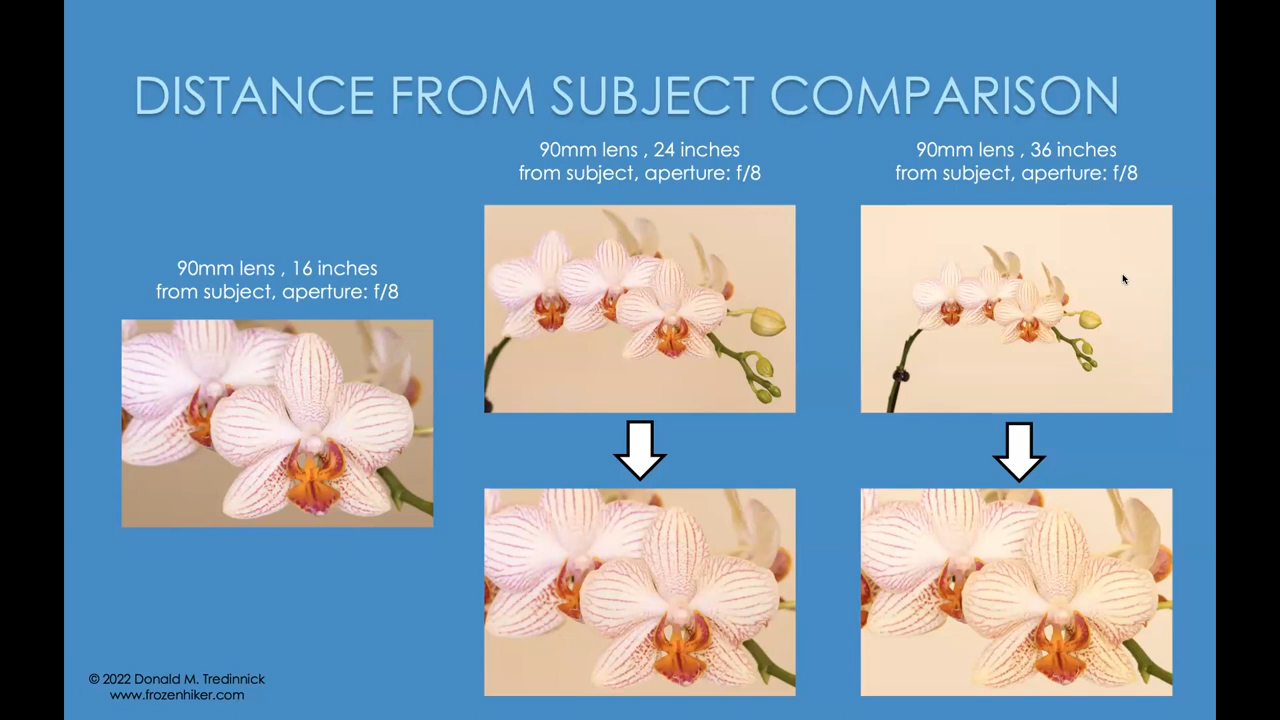 DISTANCE FROM SUBJECT COMPARISON
90mm lens , 16 inches
from subject, aperture: f/8
90mm lens , 24 inches
from subject, aperture: f/8
90mm lens , 36 inches
from subject, aperture: f/8
© 2022 Donald M. Tredinnick
www.frozenhiker.com